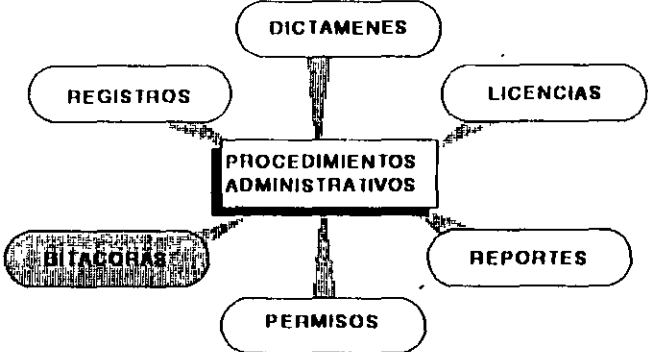 DICTAMENES
REGISTROS
LICENCIAS
PROCEDIMIENTOS
ADMINISTRATIVOS
BITACORAS
REPORTES
PERMISOS